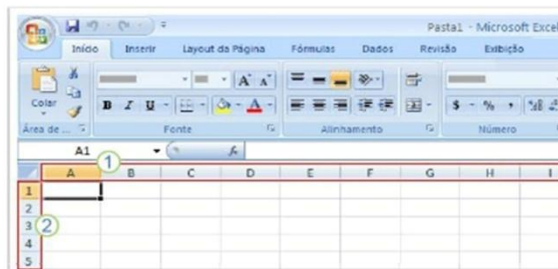 Pasta1 - Microsoft Excel
Início Inserir Layout da Página Fórmulas Dados Revisão Exibição
Colar N I S A A A $ % ,
Área de ... Fonte Alinhamento Número
A1 fx
1
A B C D E F G H I
1
2
3 2
4
5